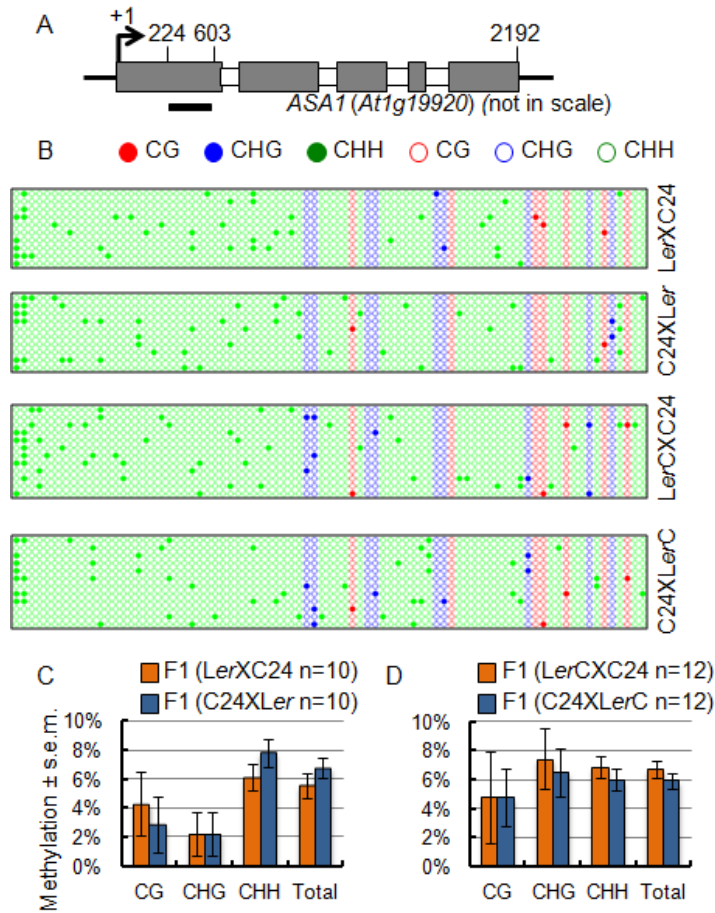 A
+1
224 603 2192
ASA1 (At1g19920) (not in scale)
B
CG CHG CHH CG CHG CHH
LerXC24
C24XLer
LerCXC24
C24XLerC
C
F1 (LerXC24 n=10)
F1 (C24XLer n=10)
Methylation ± s.e.m.
10%
8%
6%
4%
2%
0%
CG CHG CHH Total
D
F1 (LerCXC24 n=12)
F1 (C24XLerC n=12)
10%
8%
6%
4%
2%
0%
CG CHG CHH Total